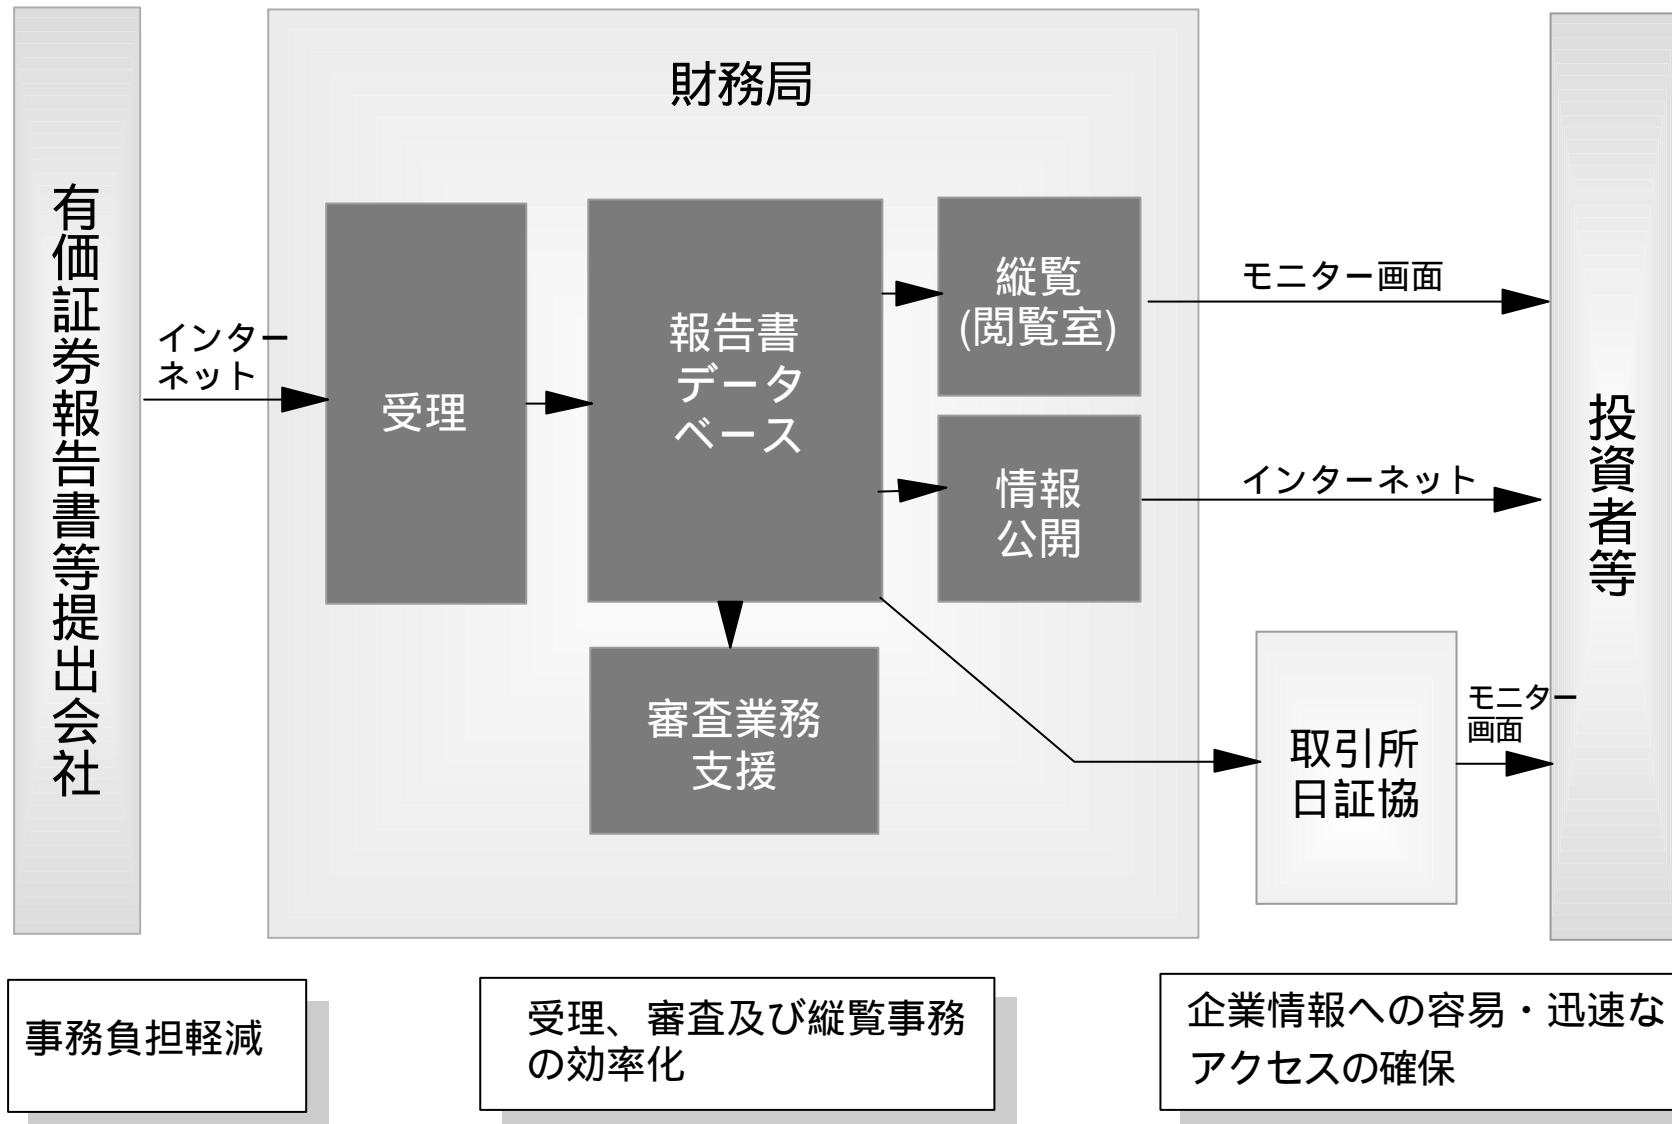 有価証券報告書等提出会社
インター
ネット
財務局
受理
報告書
データ
ベース
縦覧
(閲覧室)
情報
公開
審査業務
支援
モニター画面
インターネット
取引所
日証協
モニター
画面
投資者等
事務負担軽減
受理、審査及び縦覧事務
の効率化
企業情報への容易・迅速な
アクセスの確保